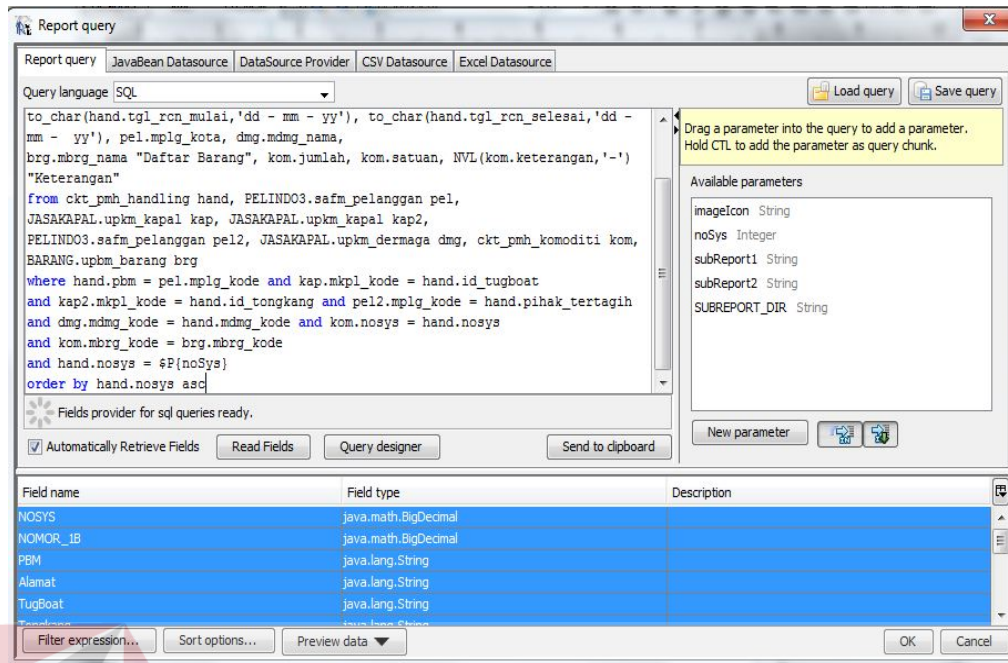 Report query
X
Report query JavaBean Datasource DataSource Provider CSV Datasource Excel Datasource
Query language SQL
Load query Save query
to_char(hand.tgl_rcn_mulai,'dd - mm - yy'), to_char(hand.tgl_rcn_selesai,'dd -
mm - yy'), pel.mplg_kota, dmg.mdmg_nama,
brg.mbrg_nama "Daftar Barang", kom.jumlah, kom.satuan, NVL(kom.keterangan,'-')
"Keterangan"
from ckt_pmh_handling hand, PELINDO3.safm_pelanggan pel,
JASAKAPAL.upkm_kapal kap, JASAKAPAL.upkm_kapal kap2,
PELINDO3.safm_pelanggan pel2, JASAKAPAL.upkm_dermaga dmg, ckt_pmh_komoditi kom,
BARANG.upbm_barang brg
where hand.pbm = pel.mplg_kode and kap.mkpl_kode = hand.id_tugboat
and kap2.mkpl_kode = hand.id_tongkang and pel2.mplg_kode = hand.pihak_tertagih
and dmg.mdmg_kode = hand.mdmg_kode and kom.nosys = hand.nosys
and kom.mbrg_kode = brg.mbrg_kode
and hand.nosys = $P{noSys}
order by hand.nosys asc
Drag a parameter into the query to add a parameter.
Hold CTL to add the parameter as query chunk.
Available parameters
imageIcon String
noSys Integer
subReport1 String
subReport2 String
SUBREPORT_DIR String
Fields provider for sql queries ready.
Automatically Retrieve Fields Read Fields Query designer Send to clipboard
New parameter
Field name Field type Description
NOSYS java.math.BigDecimal
NOMOR_1B java.math.BigDecimal
PBM java.lang.String
Alamat java.lang.String
TugBoat java.lang.String
Tongkang java.lang.String
Filter expression... Sort options... Preview data OK Cancel